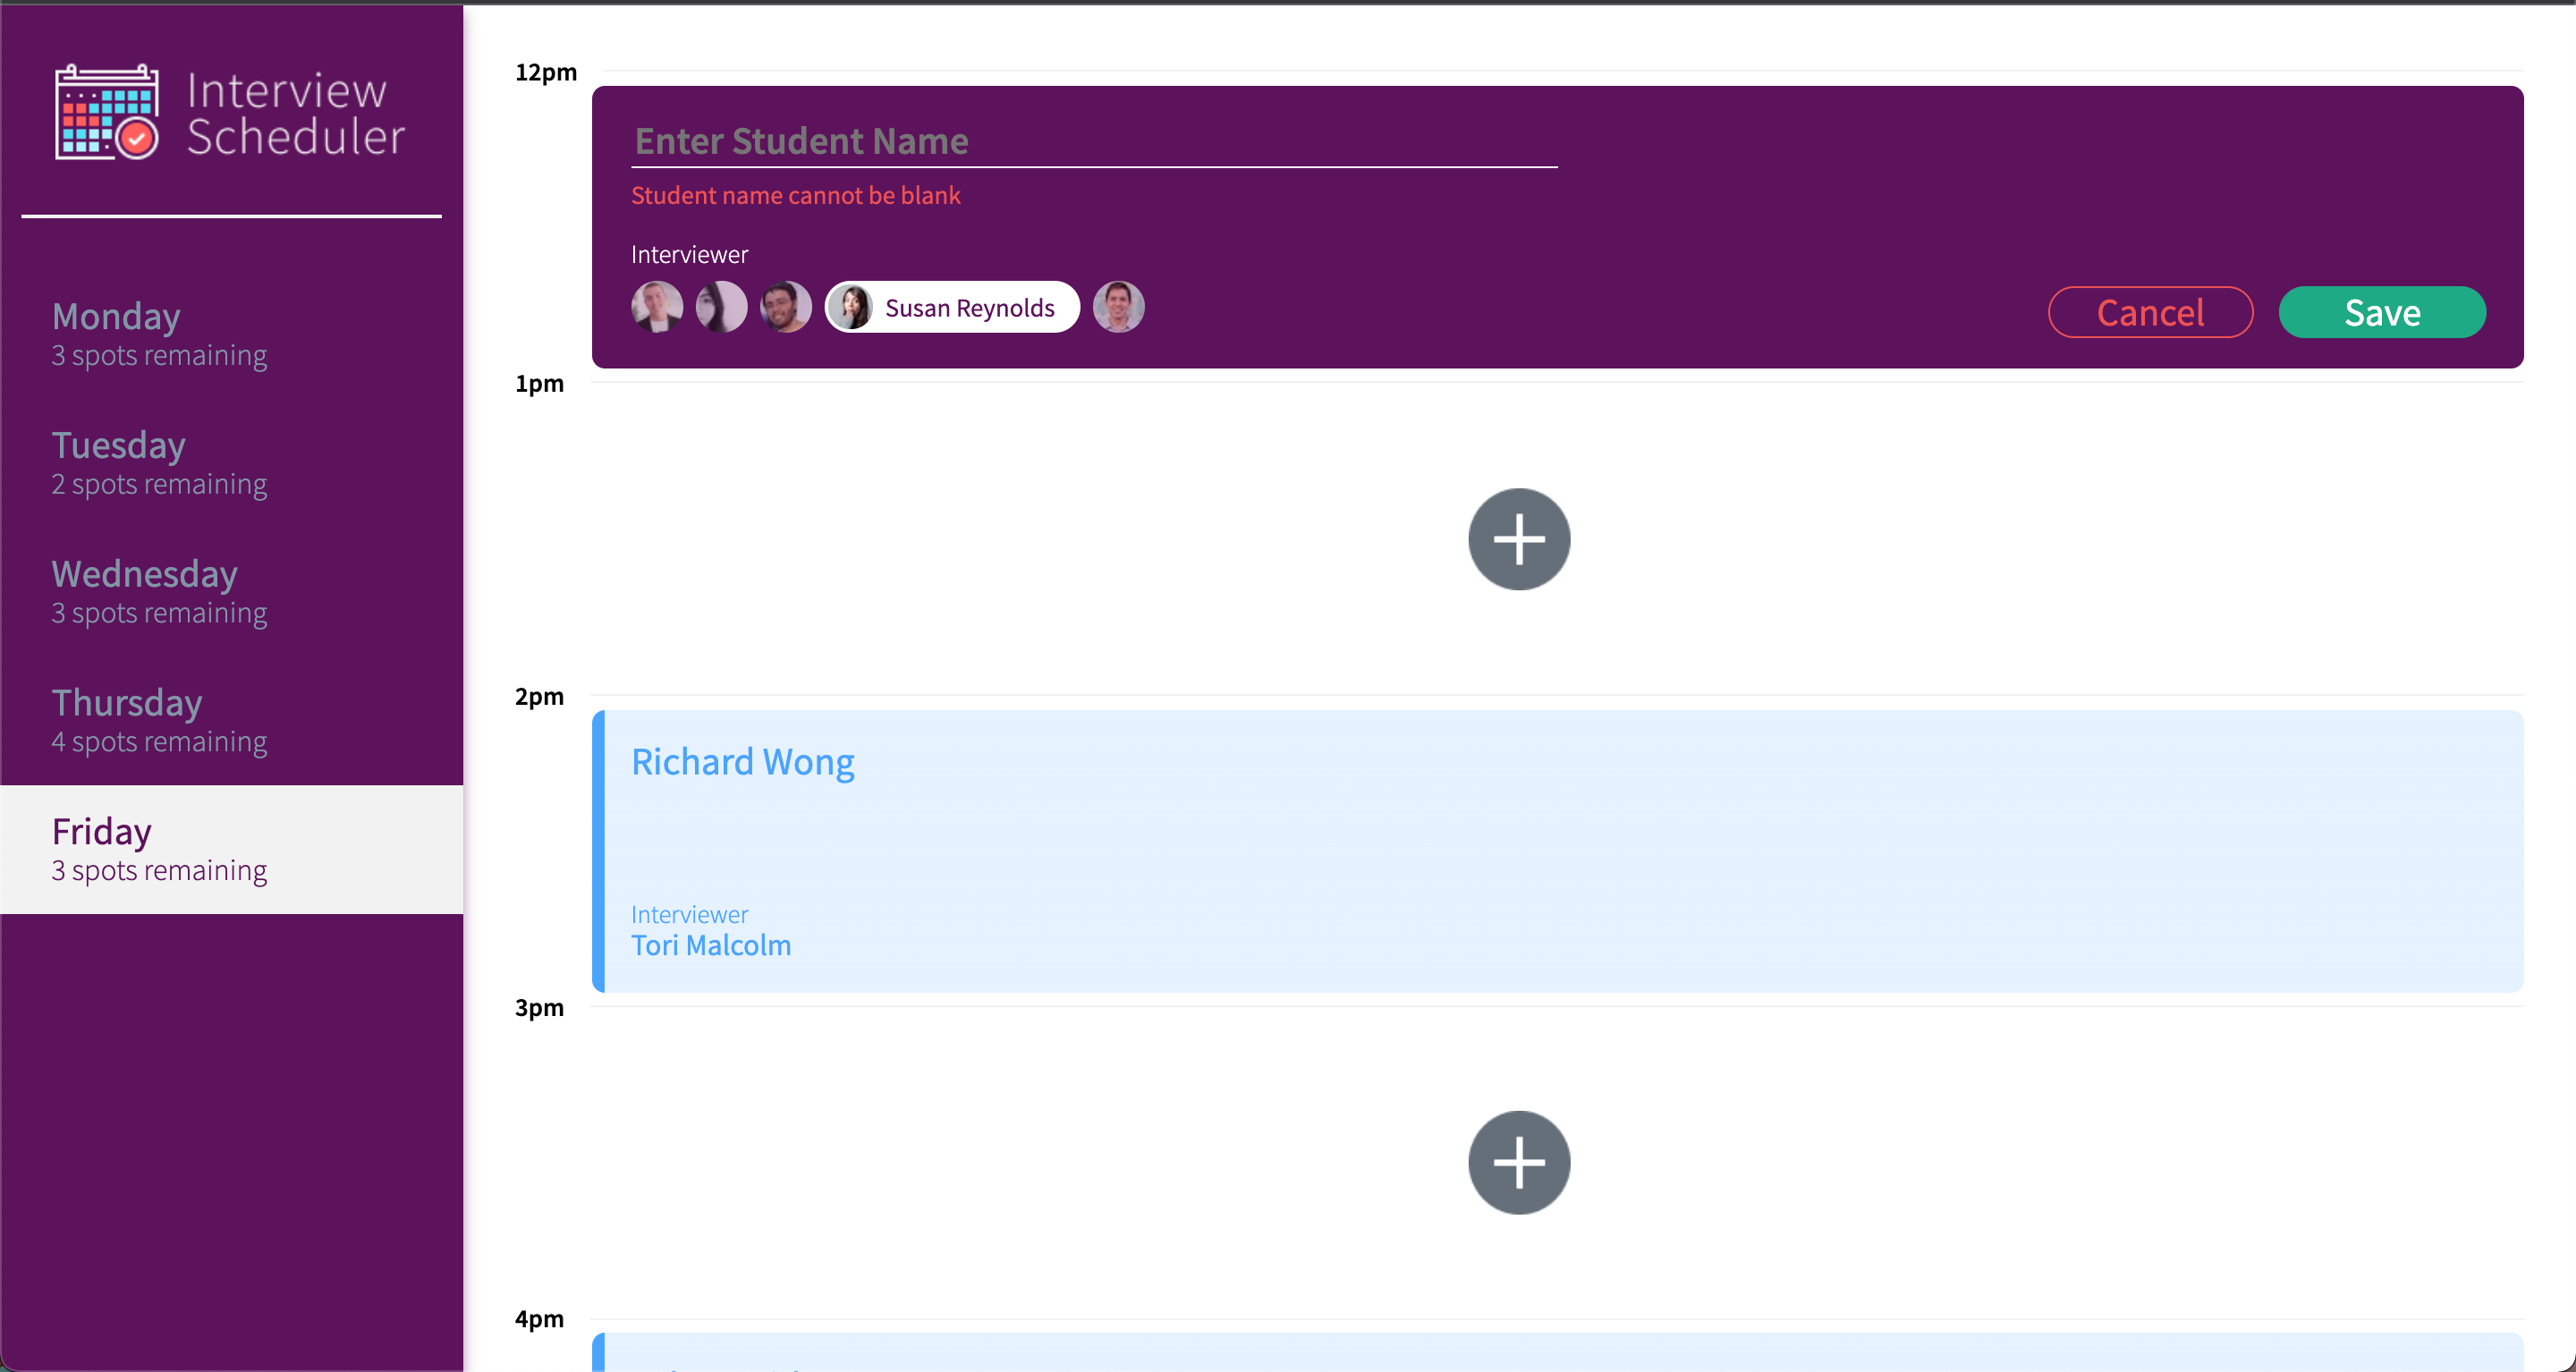 Interview
Scheduler
Monday
3 spots remaining
Tuesday
2 spots remaining
Wednesday
3 spots remaining
Thursday
4 spots remaining
Friday
3 spots remaining
12pm
Enter Student Name
Student name cannot be blank
Interviewer
Susan Reynolds
Cancel
Save
1pm
2pm
Richard Wong
Interviewer
Tori Malcolm
3pm
4pm